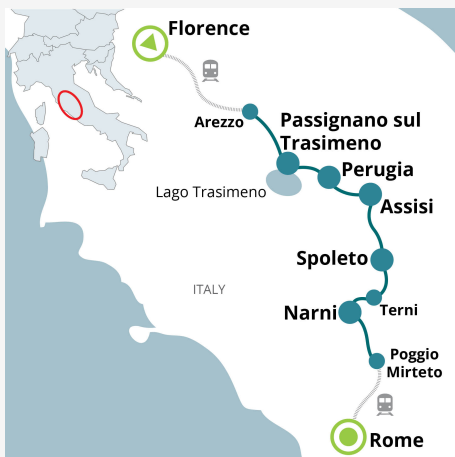 Florence
Arezzo
Passignano sul
Trasimeno
Perugia
Lago Trasimeno
Assisi
Spoleto
ITALY
Terni
Narni
Poggio
Mirteto
Rome